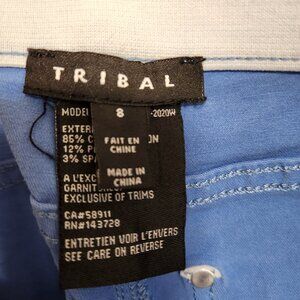 TRIBAL
MODEL
-2020W
8
FAIT EN
CHINE
MADE IN
CHINA
85% C
ON
12% P
3% SP
A L'EXC
GARNIT
EXCLUSIVE OF TRIMS
CA#58911
RN#143728
ENTRETIEN VOIR L'ENVERS
SEE CARE ON REVERSE